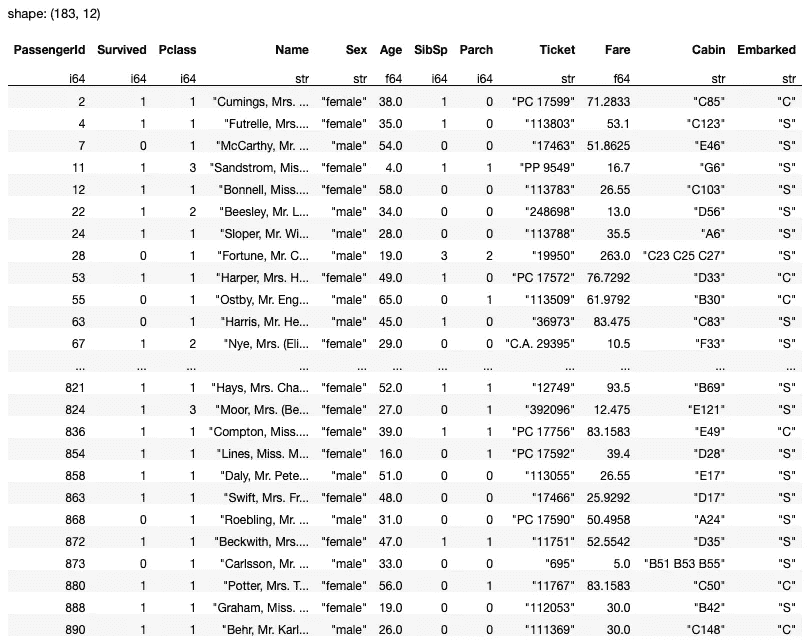 shape: (183, 12)
PassengerId Survived Pclass Name Sex Age SibSp Parch Ticket Fare Cabin Embarked
i64 i64 i64 str str f64 i64 i64 str f64 str str
2 1 1 "Cumings, Mrs. ... "female" 38.0 1 0 "PC 17599" 71.2833 "C85" "C"
4 1 1 "Futrelle, Mrs.... "female" 35.0 1 0 "113803" 53.1 "C123" "S"
7 0 1 "McCarthy, Mr. ... "male" 54.0 0 0 "17463" 51.8625 "E46" "S"
11 1 3 "Sandstrom, Mis... "female" 4.0 1 1 "PP 9549" 16.7 "G6" "S"
12 1 1 "Bonnell, Miss.... "female" 58.0 0 0 "113783" 26.55 "C103" "S"
22 1 2 "Beesley, Mr. L... "male" 34.0 0 0 "248698" 13.0 "D56" "S"
24 1 1 "Sloper, Mr. Wi... "male" 28.0 0 0 "113788" 35.5 "A6" "S"
28 0 1 "Fortune, Mr. C... "male" 19.0 3 2 "19950" 263.0 "C23 C25 C27" "S"
53 1 1 "Harper, Mrs. H... "female" 49.0 1 0 "PC 17572" 76.7292 "D33" "C"
55 0 1 "Ostby, Mr. Eng... "male" 65.0 0 1 "113509" 61.9792 "B30" "C"
63 0 1 "Harris, Mr. He... "male" 45.0 1 0 "36973" 83.475 "C83" "S"
67 1 2 "Nye, Mrs. (Eli... "female" 29.0 0 0 "C.A. 29395" 10.5 "F33" "S"
... ... ... ... ... ... ... ... ... ... ... ...
821 1 1 "Hays, Mrs. Cha... "female" 52.0 1 1 "12749" 93.5 "B69" "S"
824 1 3 "Moor, Mrs. (Be... "female" 27.0 0 1 "392096" 12.475 "E121" "S"
836 1 1 "Compton, Miss.... "female" 39.0 1 1 "PC 17756" 83.1583 "E49" "C"
854 1 1 "Lines, Miss. M... "female" 16.0 0 1 "PC 17592" 39.4 "D28" "S"
858 1 1 "Daly, Mr. Pete... "male" 51.0 0 0 "113055" 26.55 "E17" "S"
863 1 1 "Swift, Mrs. Fr... "female" 48.0 0 0 "17466" 25.9292 "D17" "S"
868 0 1 "Roebling, Mr. ... "male" 31.0 0 0 "PC 17590" 50.4958 "A24" "S"
872 1 1 "Beckwith, Mrs.... "female" 47.0 1 1 "11751" 52.5542 "D35" "S"
873 0 1 "Carlsson, Mr. ... "male" 33.0 0 0 "695" 5.0 "B51 B53 B55" "S"
880 1 1 "Potter, Mrs. T... "female" 56.0 0 1 "11767" 83.1583 "C50" "C"
888 1 1 "Graham, Miss. ... "female" 19.0 0 0 "112053" 30.0 "B42" "S"
890 1 1 "Behr, Mr. Karl... "male" 26.0 0 0 "111369" 30.0 "C148" "C"